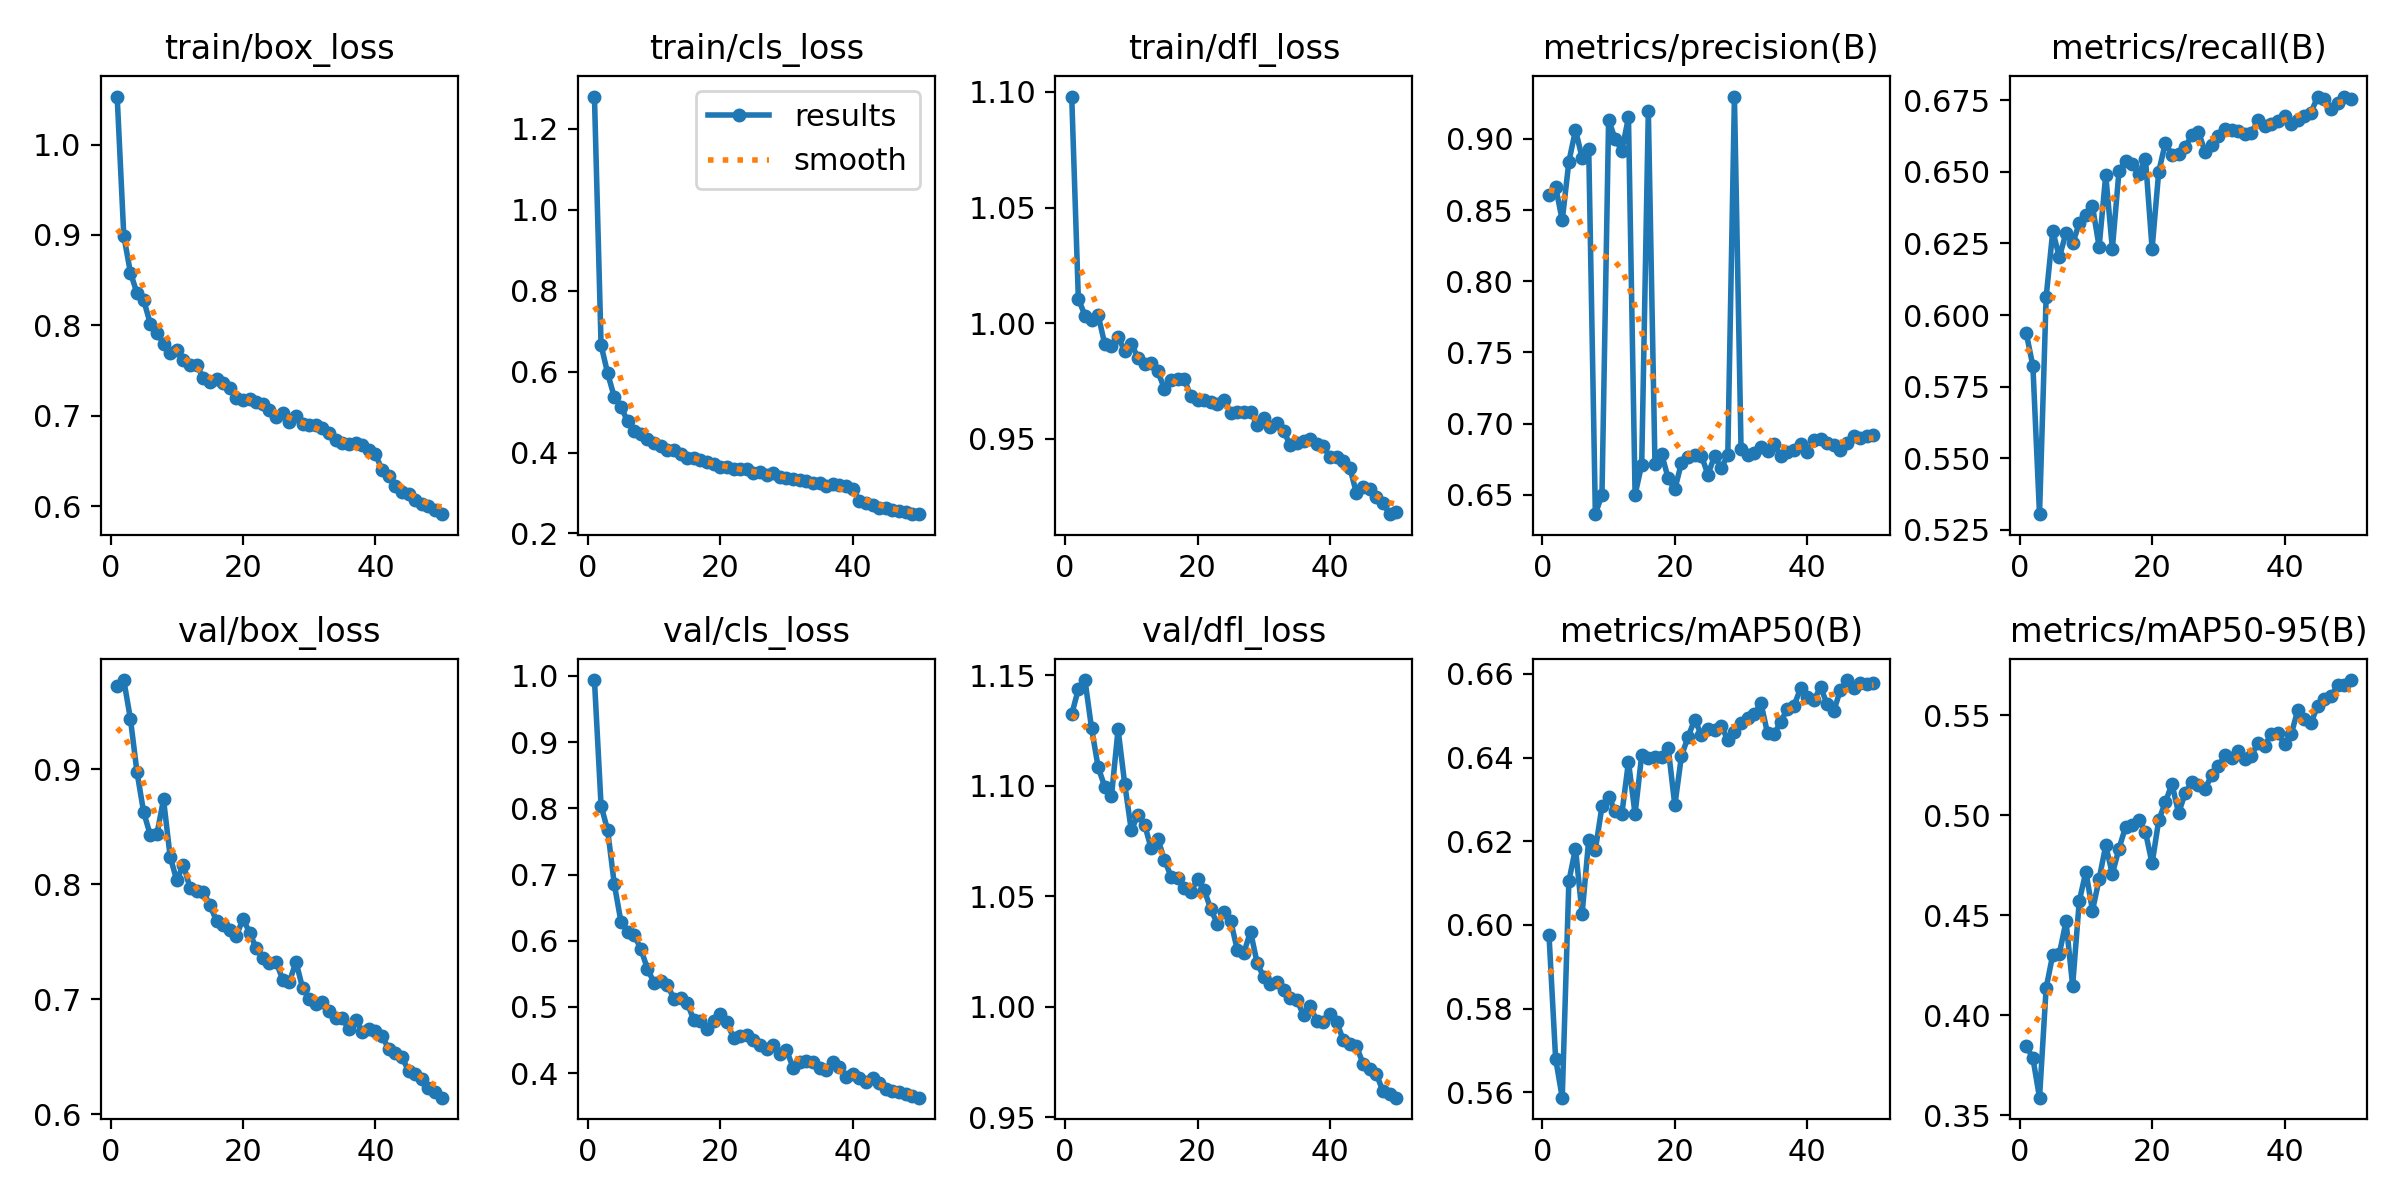 train/box_loss
1.0
0.9
0.8
0.7
0.6
0 20 40
train/cls_loss
results
smooth
1.2
1.0
0.8
0.6
0.4
0.2
0 20 40
train/dfl_loss
1.10
1.05
1.00
0.95
0 20 40
metrics/precision(B)
0.90
0.85
0.80
0.75
0.70
0.65
0 20 40
metrics/recall(B)
0.675
0.650
0.625
0.600
0.575
0.550
0.525
0 20 40
val/box_loss
0.9
0.8
0.7
0.6
0 20 40
val/cls_loss
1.0
0.9
0.8
0.7
0.6
0.5
0.4
0 20 40
val/dfl_loss
1.15
1.10
1.05
1.00
0.95
0 20 40
metrics/mAP50(B)
0.66
0.64
0.62
0.60
0.58
0.56
0 20 40
metrics/mAP50-95(B)
0.55
0.50
0.45
0.40
0.35
0 20 40